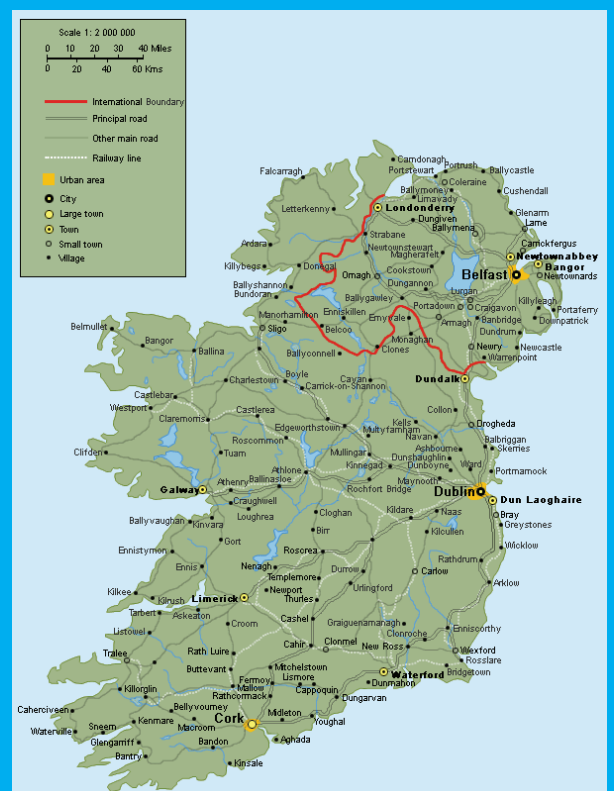 Scale 1: 2 000 000
0 10 20 30 40 Miles
0 20 40 60 Kms
International Boundary
Principal road
Other main road
Railway line
Urban area
City
Large town
Town
Small town
Village
Carndonagh
Portrush
Portstewart
Ballycastle
Falcarragh
Coleraine
Ballymoney
Cushendall
Limavady
Letterkenny
Londonderry
Glenarm
Dungiven
Ballymena
Larne
Strabane
Ardara
Carrickfergus
Newtownstewart
Magherafelt
Newtownabbey
Killybegs
Donegal
Bangor
Cookstown
Omagh
Belfast
Newtownards
Ballyshannon
Dungannon
Bundoran
Lurgan
Ballygawley
Killyleagh
Portadown
Craigavon
Portaferry
Enniskillen
Manorhamilton
Emyvale
Banbridge
Downpatrick
Belmullet
Sligo
Belcoo
Armagh
Dundrum
Monaghan
Bangor
Newry
Newcastle
Ballina
Ballyconnell
Clones
Warrenpoint
Boyle
Charlestown
Cavan
Dundalk
Carrick-on-Shannon
Castlebar
Westport
Collon
Castlerea
Claremorris
Kells
Drogheda
Edgeworthstown
Multyfarnham
Roscommon
Navan
Balbriggan
Clifden
Tuam
Mullingar
Ashbourne
Skerries
Dunshaughlin
Ward
Athlone
Kinnegad
Dunboyne
Portmarnock
Athenry
Ballinasloe
Maynooth
Galway
Rochfort Bridge
Dublin
Dun Laoghaire
Craughwell
Cloghan
Kildare
Naas
Bray
Loughrea
Ballyvaughan
Kinvara
Greystones
Birr
Kilcullen
Gort
Wicklow
Ennistymon
Roscrea
Rathdrum
Nenagh
Ennis
Durrow
Carlow
Templemore
Arklow
Newport
Urlingford
Kilkee
Kilrush
Limerick
Thurles
Tarbert
Askeaton
Cashel
Croom
Graiguenamanagh
Enniscorthy
Listowel
Clonroche
Cahir
Clonmel
New Ross
Wexford
Tralee
Rath Luire
Rosslare
Mitchelstown
Buttevant
Waterford
Bridgetown
Fermoy
Lismore
Dunmahon
Killorglin
Mallow
Cappoquin
Rathcormack
Dungarvan
Caherciveen
Bellyvourney
Cork
Midleton
Kenmare
Youghal
Sneem
Macroom
Waterville
Glengarriff
Bandon
Aghada
Bantry
Kinsale